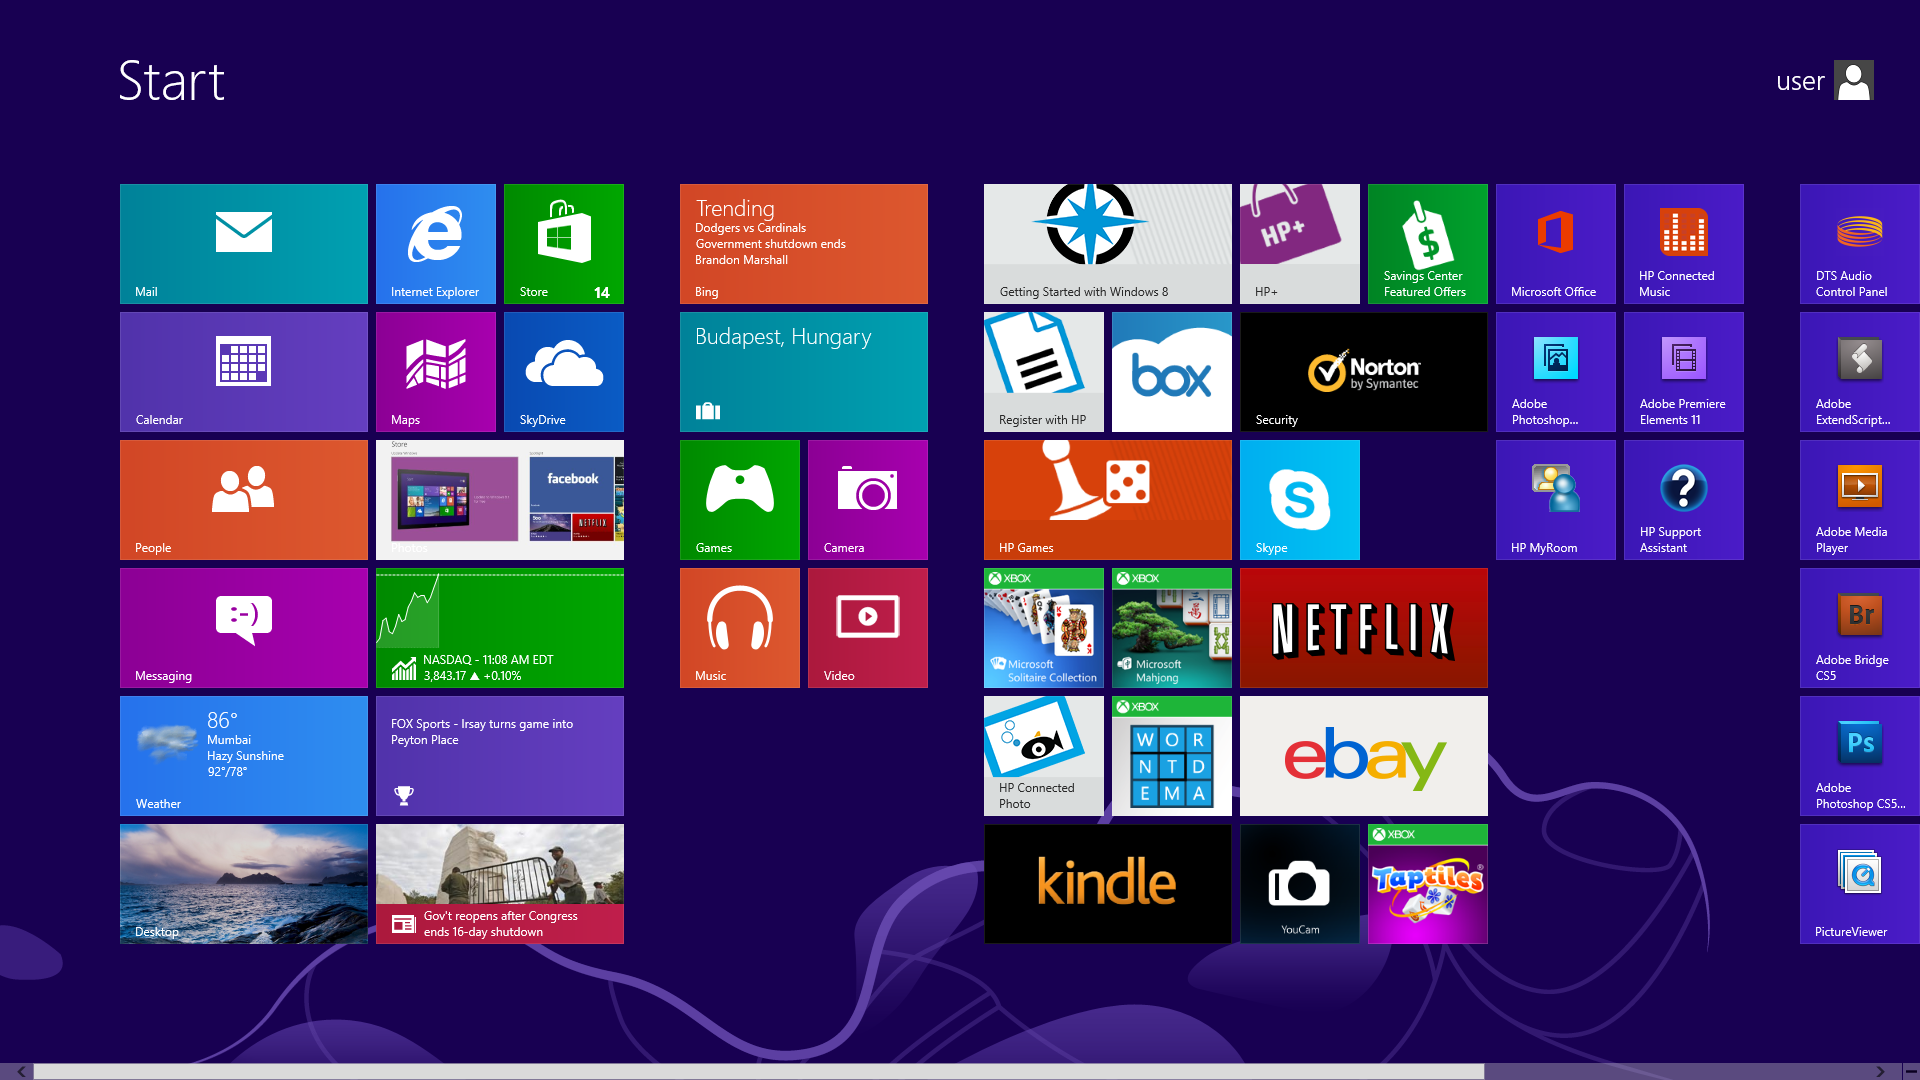 Start
user
Mail
Internet Explorer
Store
14
Trending
Dodgers vs Cardinals
Government shutdown ends
Brandon Marshall
Bing
Getting Started with Windows 8
HP+
HP+
$
Savings Center
Featured Offers
Microsoft Office
HP Connected
Music
DTS Audio
Control Panel
Calendar
Maps
SkyDrive
Budapest, Hungary
Register with HP
box
Norton
by Symantec
Security
Adobe
Photoshop...
Adobe Premiere
Elements 11
Adobe
ExtendScript...
People
Store
facebook
NETFLIX
Photos
Games
Camera
HP Games
S
Skype
HP MyRoom
?
HP Support
Assistant
Adobe Media
Player
Messaging
:-)
NASDAQ - 11:08 AM EDT
3,843.17 ▲ +0.10%
Music
Video
XBOX
Microsoft
Solitaire Collection
XBOX
Microsoft
Mahjong
NETFLIX
Br
Adobe Bridge
CS5
86°
Mumbai
Hazy Sunshine
92°/78°
Weather
FOX Sports - Irsay turns game into
Peyton Place
HP Connected
Photo
XBOX
W O R
N T D
E M A
ebay
Ps
Adobe
Photoshop CS5...
Desktop
Gov't reopens after Congress
ends 16-day shutdown
kindle
YouCam
XBOX
Taptiles
PictureViewer